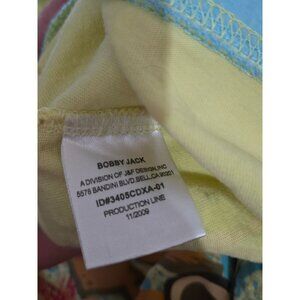 BOBBY JACK
A DIVISION OF J&F DESIGN, INC
5578 BANDINI BLVD. BELL, CA 90201
ID#3405CDXA-01
PRODUCTION LINE
11/2009